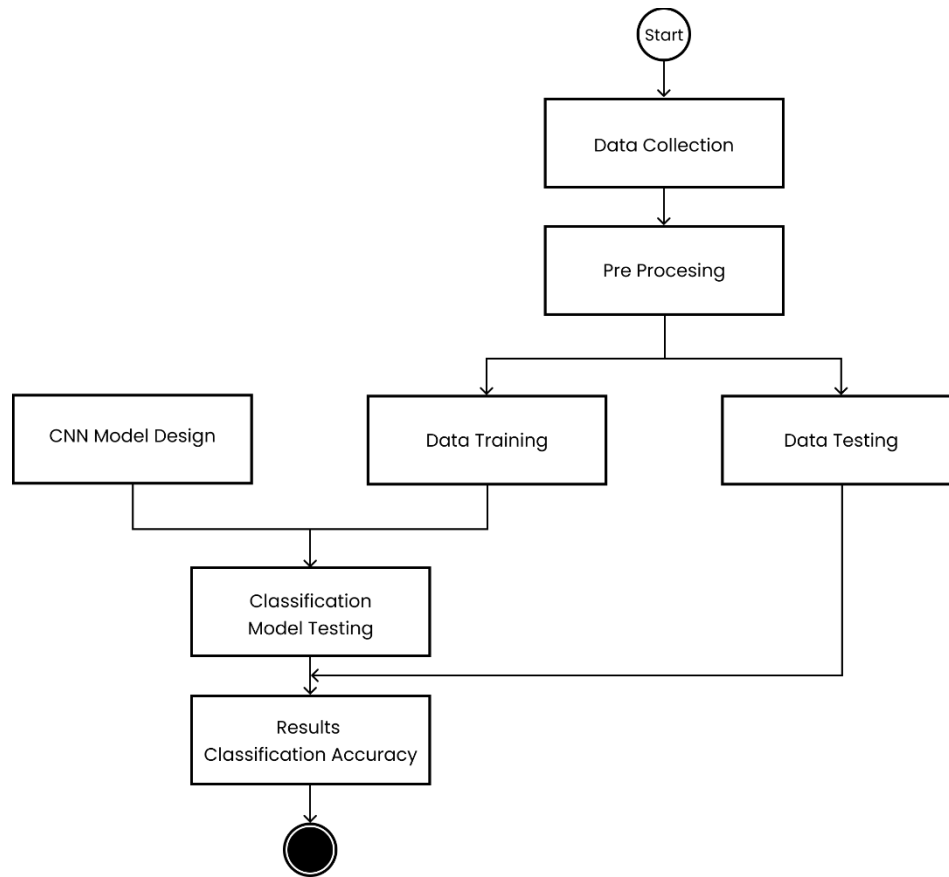 Start
Data Collection
Pre Procesing
CNN Model Design
Data Training
Data Testing
Classification
Model Testing
Results
Classification Accuracy